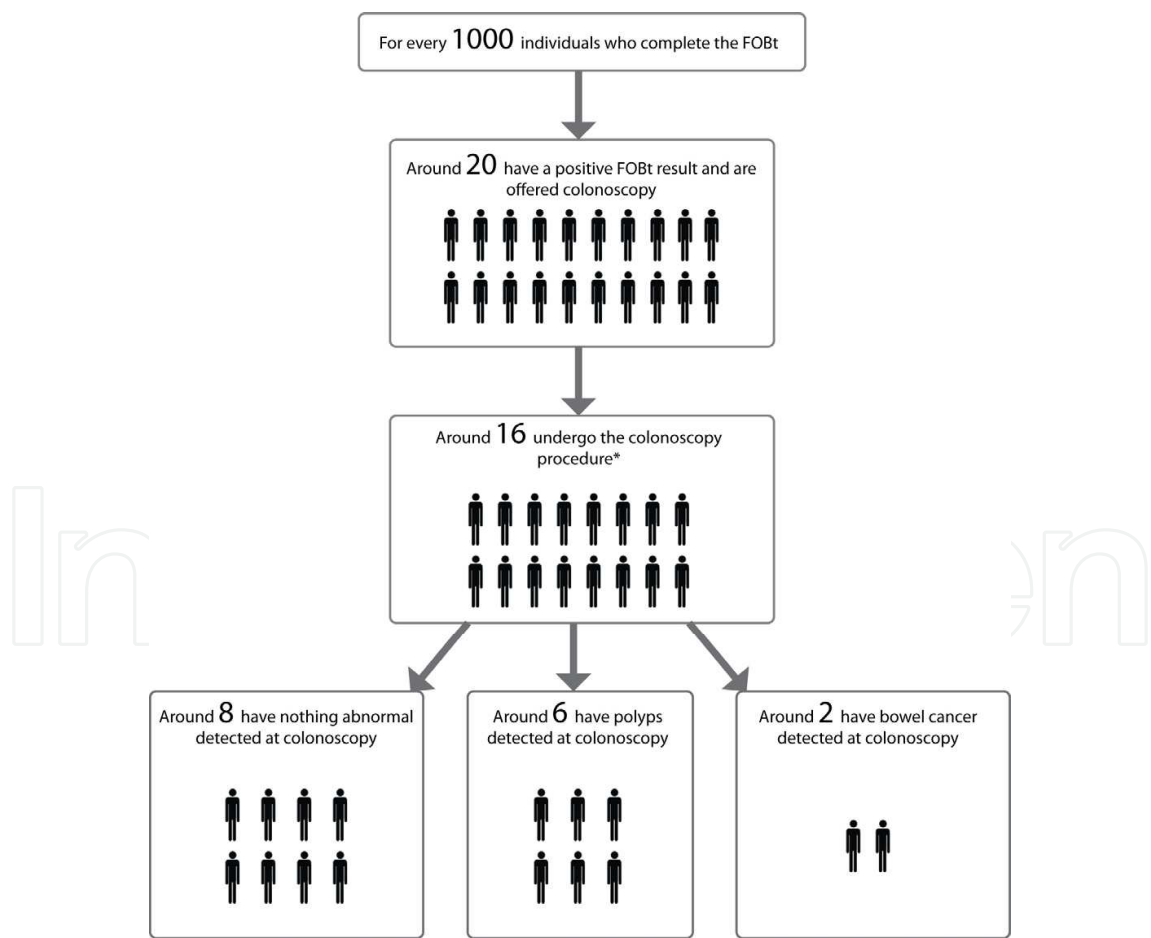 For every 1000 individuals who complete the FOBt
Around 20 have a positive FOBt result and are
offered colonoscopy
Around 16 undergo the colonoscopy
procedure*
Around 8 have nothing abnormal
detected at colonoscopy
Around 6 have polyps
detected at colonoscopy
Around 2 have bowel cancer
detected at colonoscopy
In
en